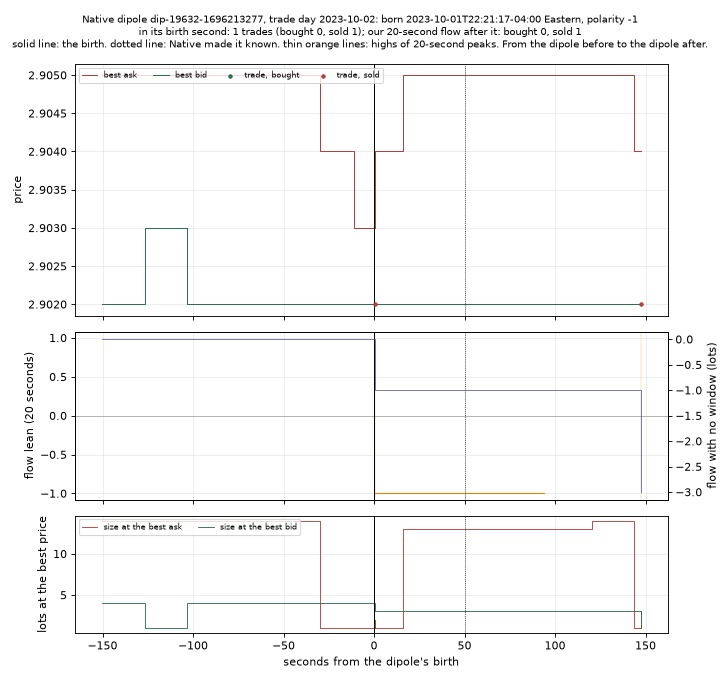 Native dipole dip-19632-1696213277, trade day 2023-10-02: born 2023-10-01T22:21:17-04:00 Eastern, polarity -1
in its birth second: 1 trades (bought 0, sold 1); our 20-second flow after it: bought 0, sold 1
solid line: the birth. dotted line: Native made it known. thin orange lines: highs of 20-second peaks. From the dipole before to the dipole after.
best ask best bid trade, bought trade, sold
2.9050
2.9045
2.9040
2.9035
2.9030
2.9025
2.9020
price
1.0
0.5
0.0
−0.5
−1.0
flow lean (20 seconds)
0.0
−0.5
−1.0
−1.5
−2.0
−2.5
−3.0
flow with no window (lots)
size at the best ask size at the best bid
10
5
lots at the best price
−150 −100 −50 0 50 100 150
seconds from the dipole's birth